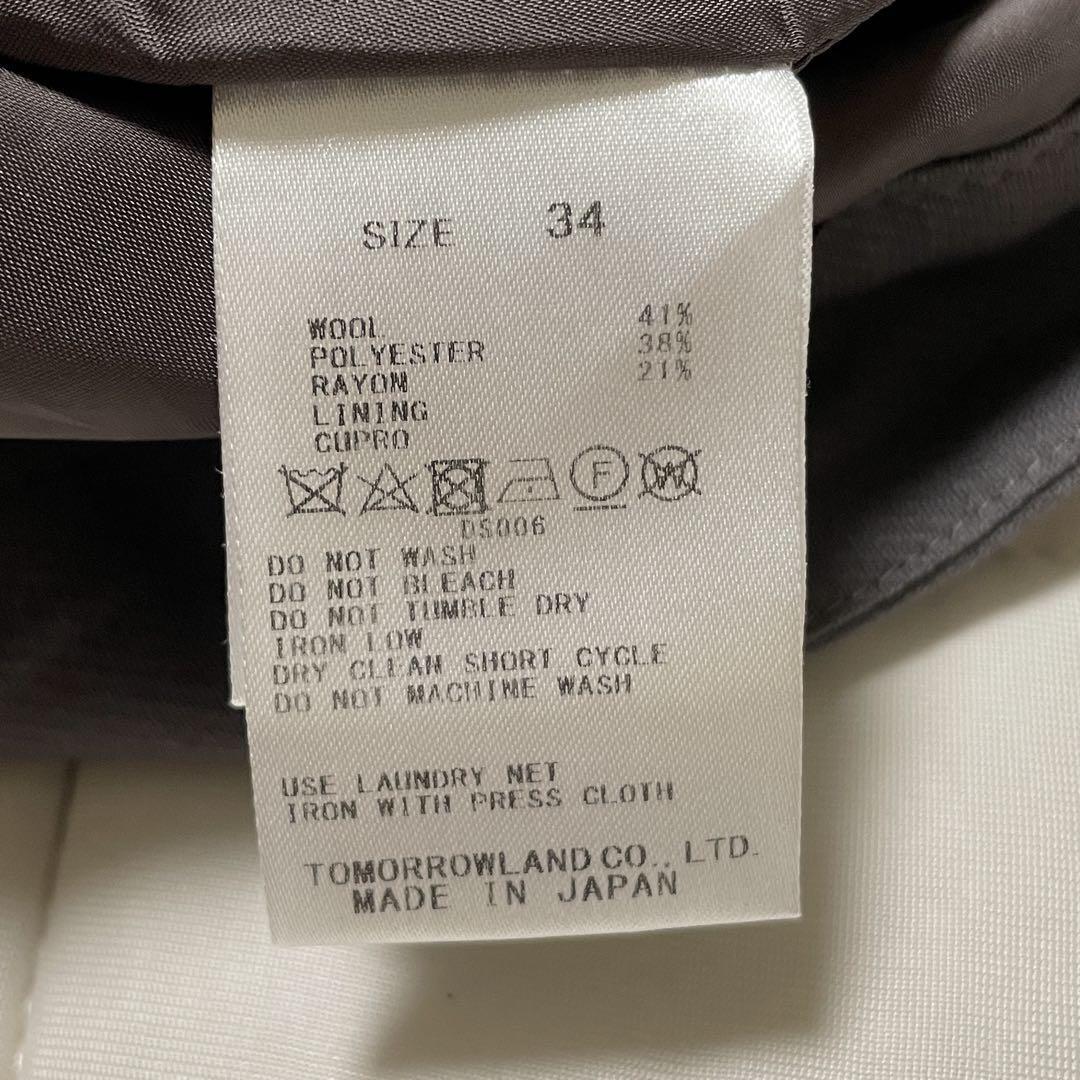 SIZE 34
WOOL 41%
POLYESTER 38%
RAYON 21%
LINING
CUPRO
F W
DS006
DO NOT WASH
DO NOT BLEACH
DO NOT TUMBLE DRY
IRON LOW
DRY CLEAN SHORT CYCLE
DO NOT MACHINE WASH
USE LAUNDRY NET
IRON WITH PRESS CLOTH
TOMORROWLAND CO., LTD.
MADE IN JAPAN